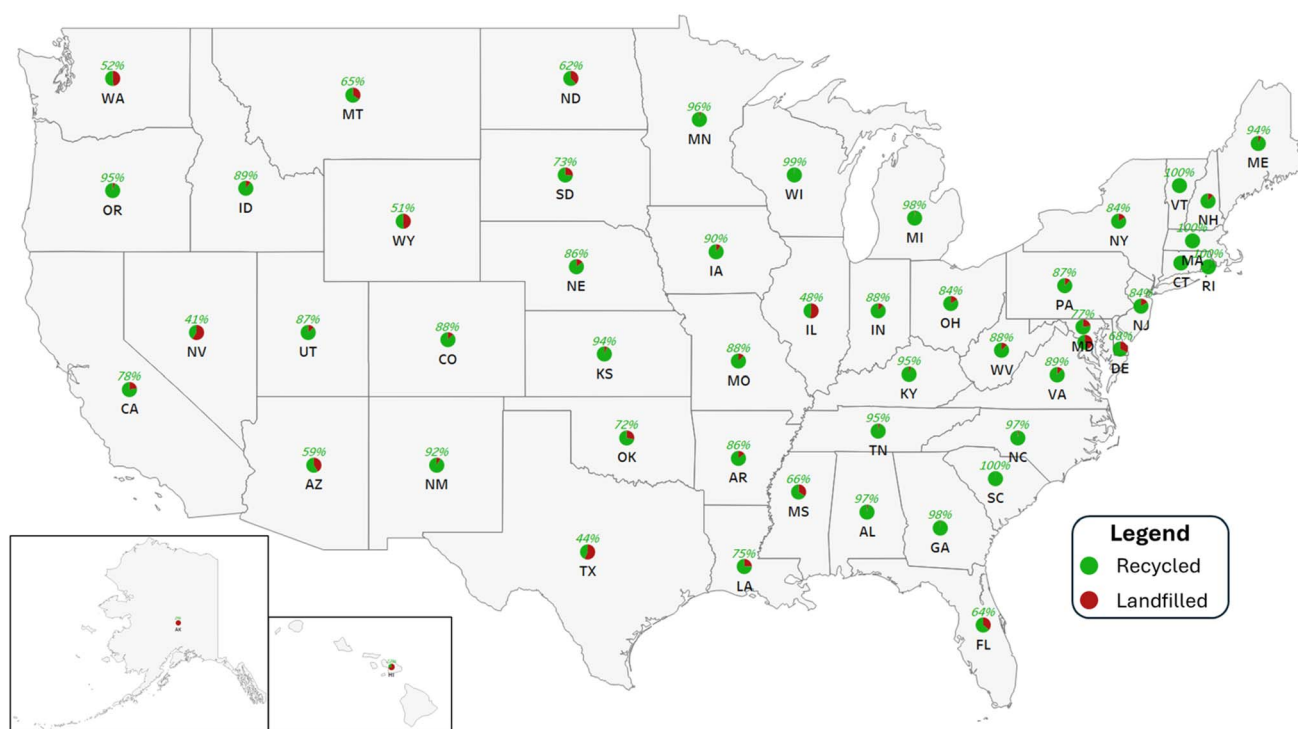 52%
WA
65%
MT
62%
ND
96%
MN
99%
WI
98%
MI
94%
ME
100%
VT
NH
95%
OR
89%
ID
51%
WY
73%
SD
90%
IA
84%
NY
100%
MA
CT
100%
RI
86%
NE
41%
NV
87%
UT
88%
CO
94%
KS
88%
MO
48%
IL
88%
IN
84%
OH
87%
PA
84%
NJ
77%
MD
68%
DE
88%
WV
89%
VA
95%
KY
78%
CA
59%
AZ
92%
NM
72%
OK
86%
AR
95%
TN
97%
NC
100%
SC
66%
MS
97%
AL
98%
GA
44%
TX
75%
LA
64%
FL
AK
HI
Legend
Recycled
Landfilled